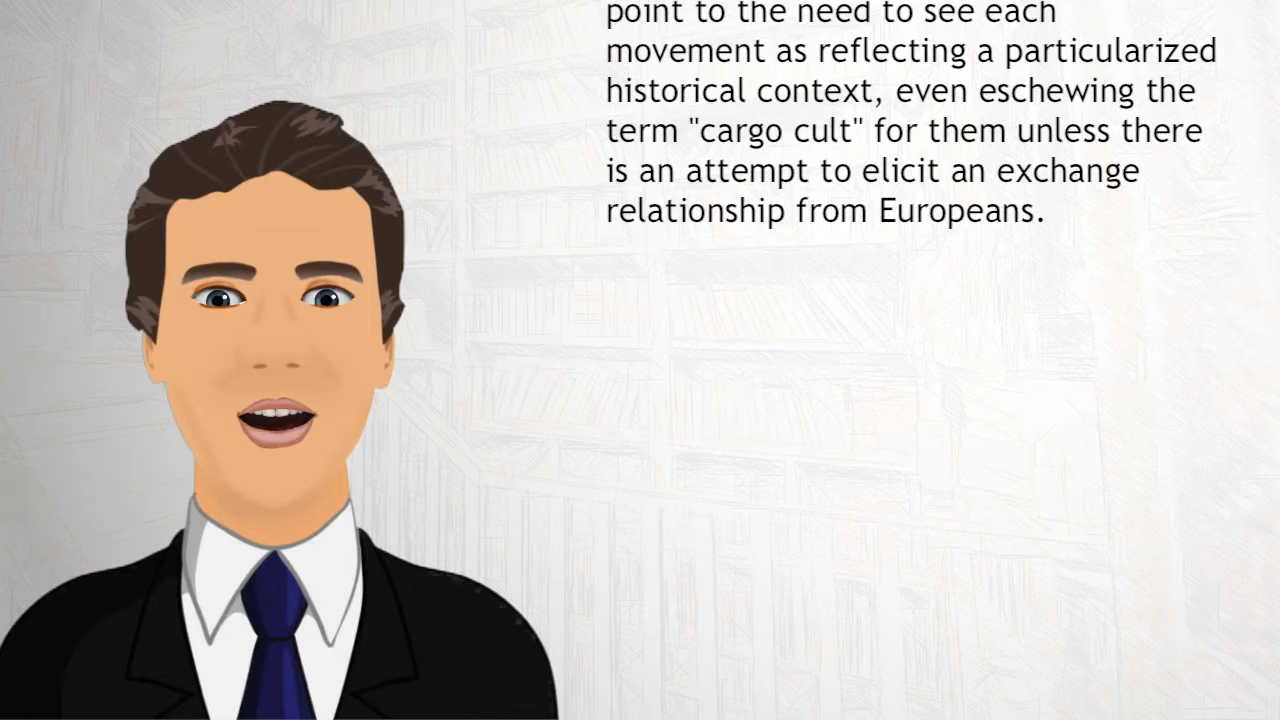 point to the need to see each
movement as reflecting a particularized
historical context, even eschewing the
term "cargo cult" for them unless there
is an attempt to elicit an exchange
relationship from Europeans.